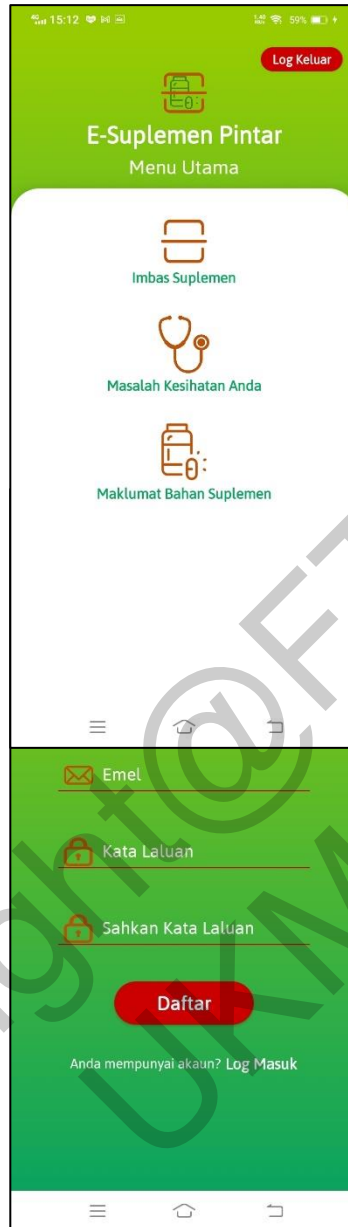 15:12
59%
Log Keluar
E-Suplemen Pintar
Menu Utama
Imbas Suplemen
Masalah Kesihatan Anda
Maklumat Bahan Suplemen
Emel
Kata Laluan
Sahkan Kata Laluan
Daftar
Anda mempunyai akaun? Log Masuk
UKM